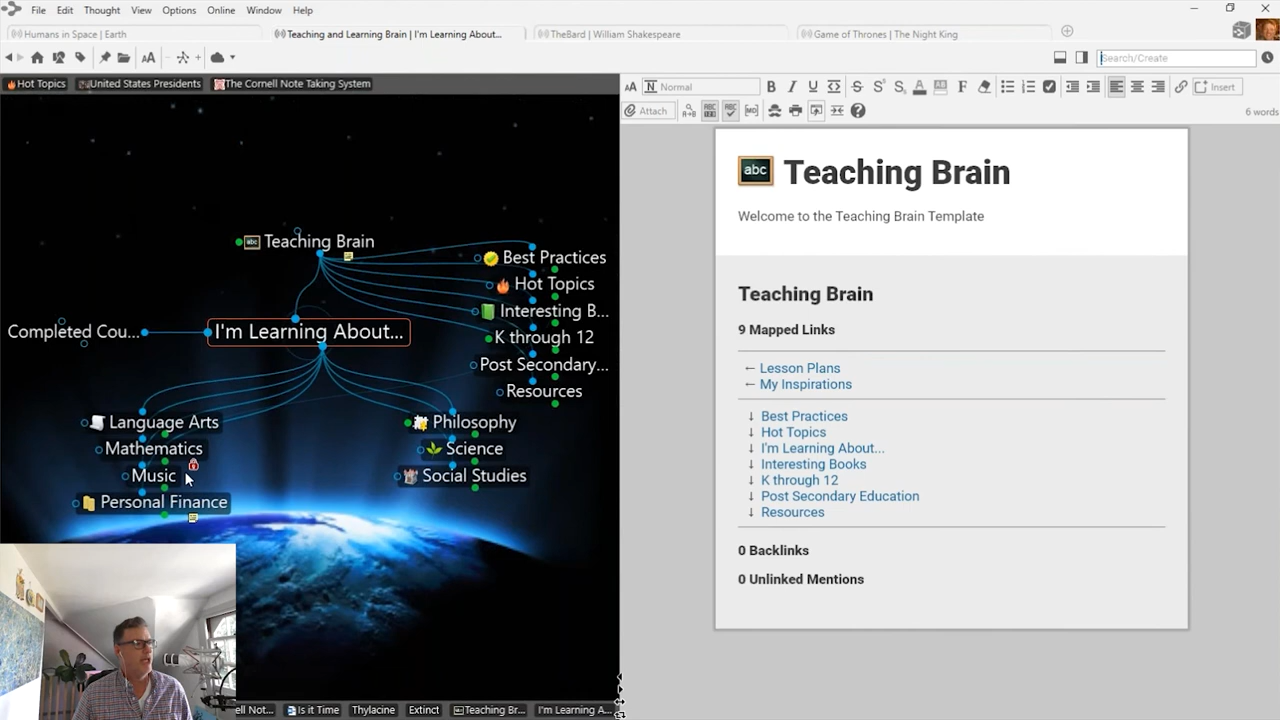 File Edit Thought View Options Online Window Help
Humans in Space | Earth
Teaching and Learning Brain | I'm Learning About...
TheBard | William Shakespeare
Game of Thrones | The Night King
AA
Search/Create
Hot Topics
United States Presidents
The Cornell Note Taking System
AA N Normal B I U S S S A F Insert
Attach
6 words
abc Teaching Brain
Welcome to the Teaching Brain Template
Teaching Brain
9 Mapped Links
← Lesson Plans
← My Inspirations
↓ Best Practices
↓ Hot Topics
↓ I'm Learning About...
↓ Interesting Books
↓ K through 12
↓ Post Secondary Education
↓ Resources
0 Backlinks
0 Unlinked Mentions
abc Teaching Brain
Best Practices
Hot Topics
Interesting B...
K through 12
Post Secondary...
Resources
Completed Cou...
I'm Learning About...
Language Arts
Mathematics
Music
Personal Finance
Philosophy
Science
Social Studies
ell Not... Is it Time Thylacine Extinct Teaching Br... I'm Learning A...